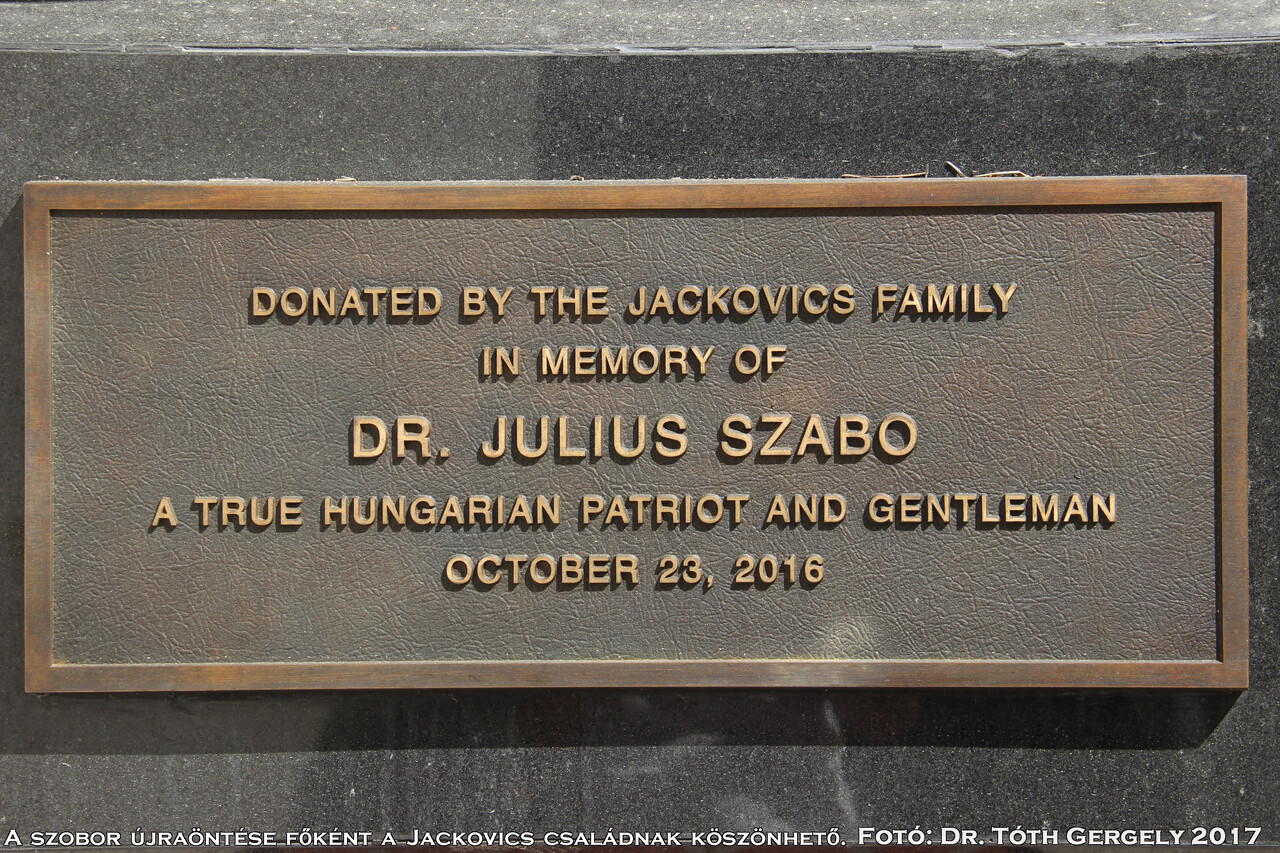 DONATED BY THE JACKOVICS FAMILY
IN MEMORY OF
DR. JULIUS SZABO
A TRUE HUNGARIAN PATRIOT AND GENTLEMAN
OCTOBER 23, 2016
A szobor újraöntése főként a Jackovics családnak köszönhető. Fotó: Dr. Tóth Gergely 2017